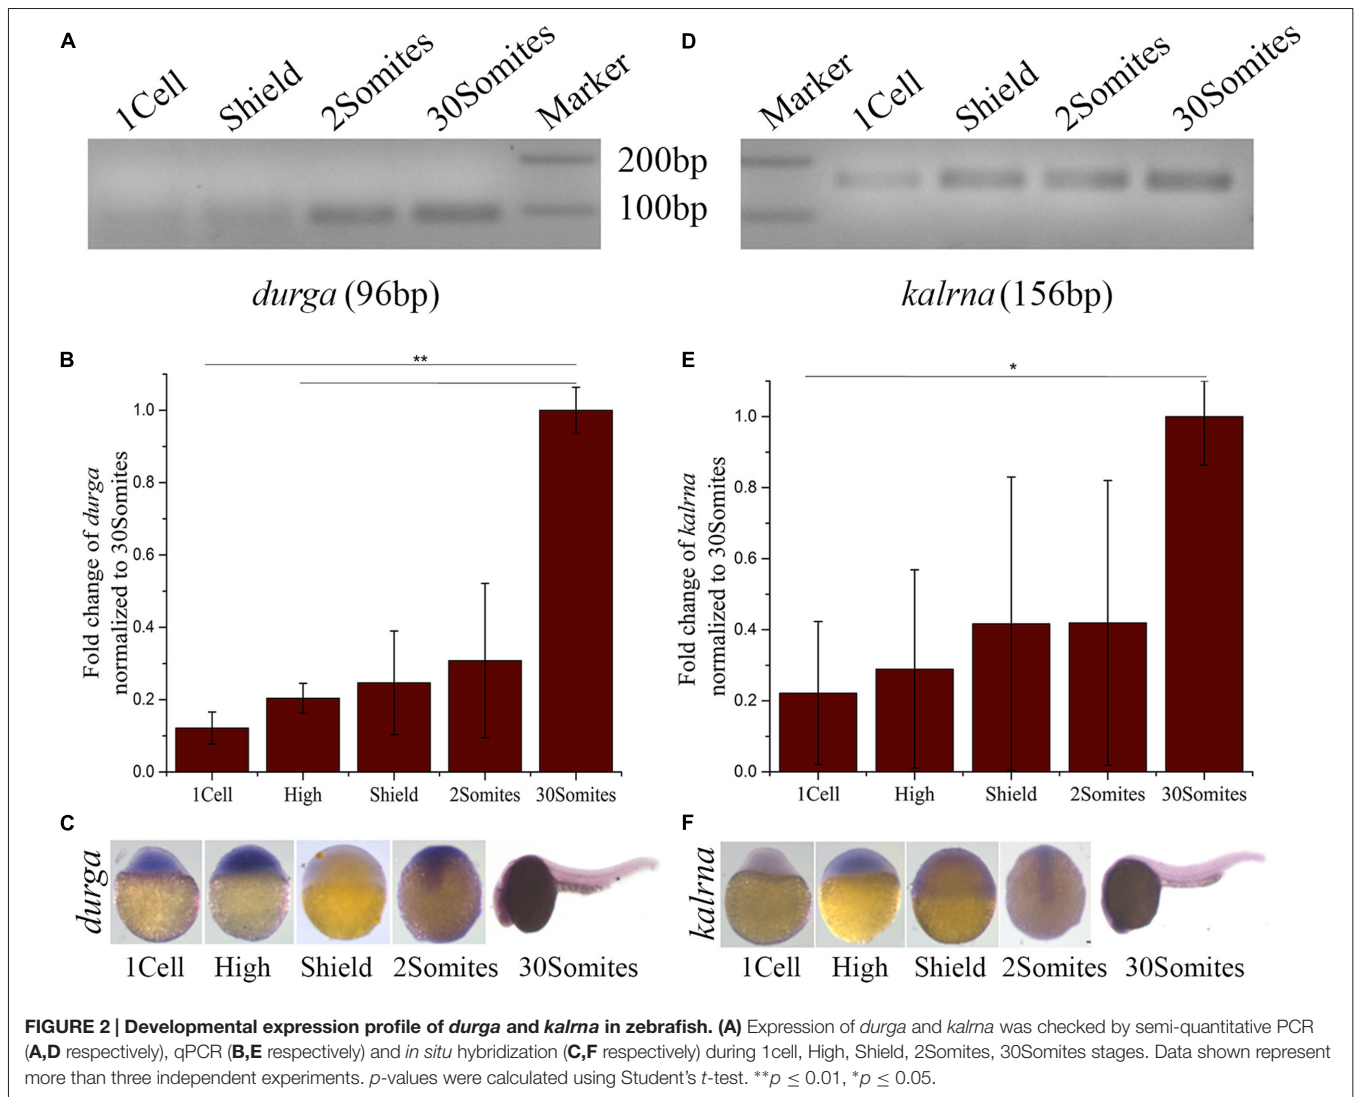 A
1Cell
Shield
2Somites
30Somites
Marker
200bp
100bp
durga (96bp)
D
Marker
1Cell
Shield
2Somites
30Somites
kalrna (156bp)
B
**
Fold change of durga
normalized to 30Somites
1.0
0.8
0.6
0.4
0.2
0.0
1Cell High Shield 2Somites 30Somites
E
*
Fold change of kalrna
normalized to 30Somites
1.0
0.8
0.6
0.4
0.2
0.0
1Cell High Shield 2Somites 30Somites
C
durga
1Cell High Shield 2Somites 30Somites
F
kalrna
1Cell High Shield 2Somites 30Somites
FIGURE 2 | Developmental expression profile of durga and kalrna in zebrafish. (A) Expression of durga and kalrna was checked by semi-quantitative PCR
(A,D respectively), qPCR (B,E respectively) and in situ hybridization (C,F respectively) during 1cell, High, Shield, 2Somites, 30Somites stages. Data shown represent
more than three independent experiments. p-values were calculated using Student's t-test. **p ≤ 0.01, *p ≤ 0.05.